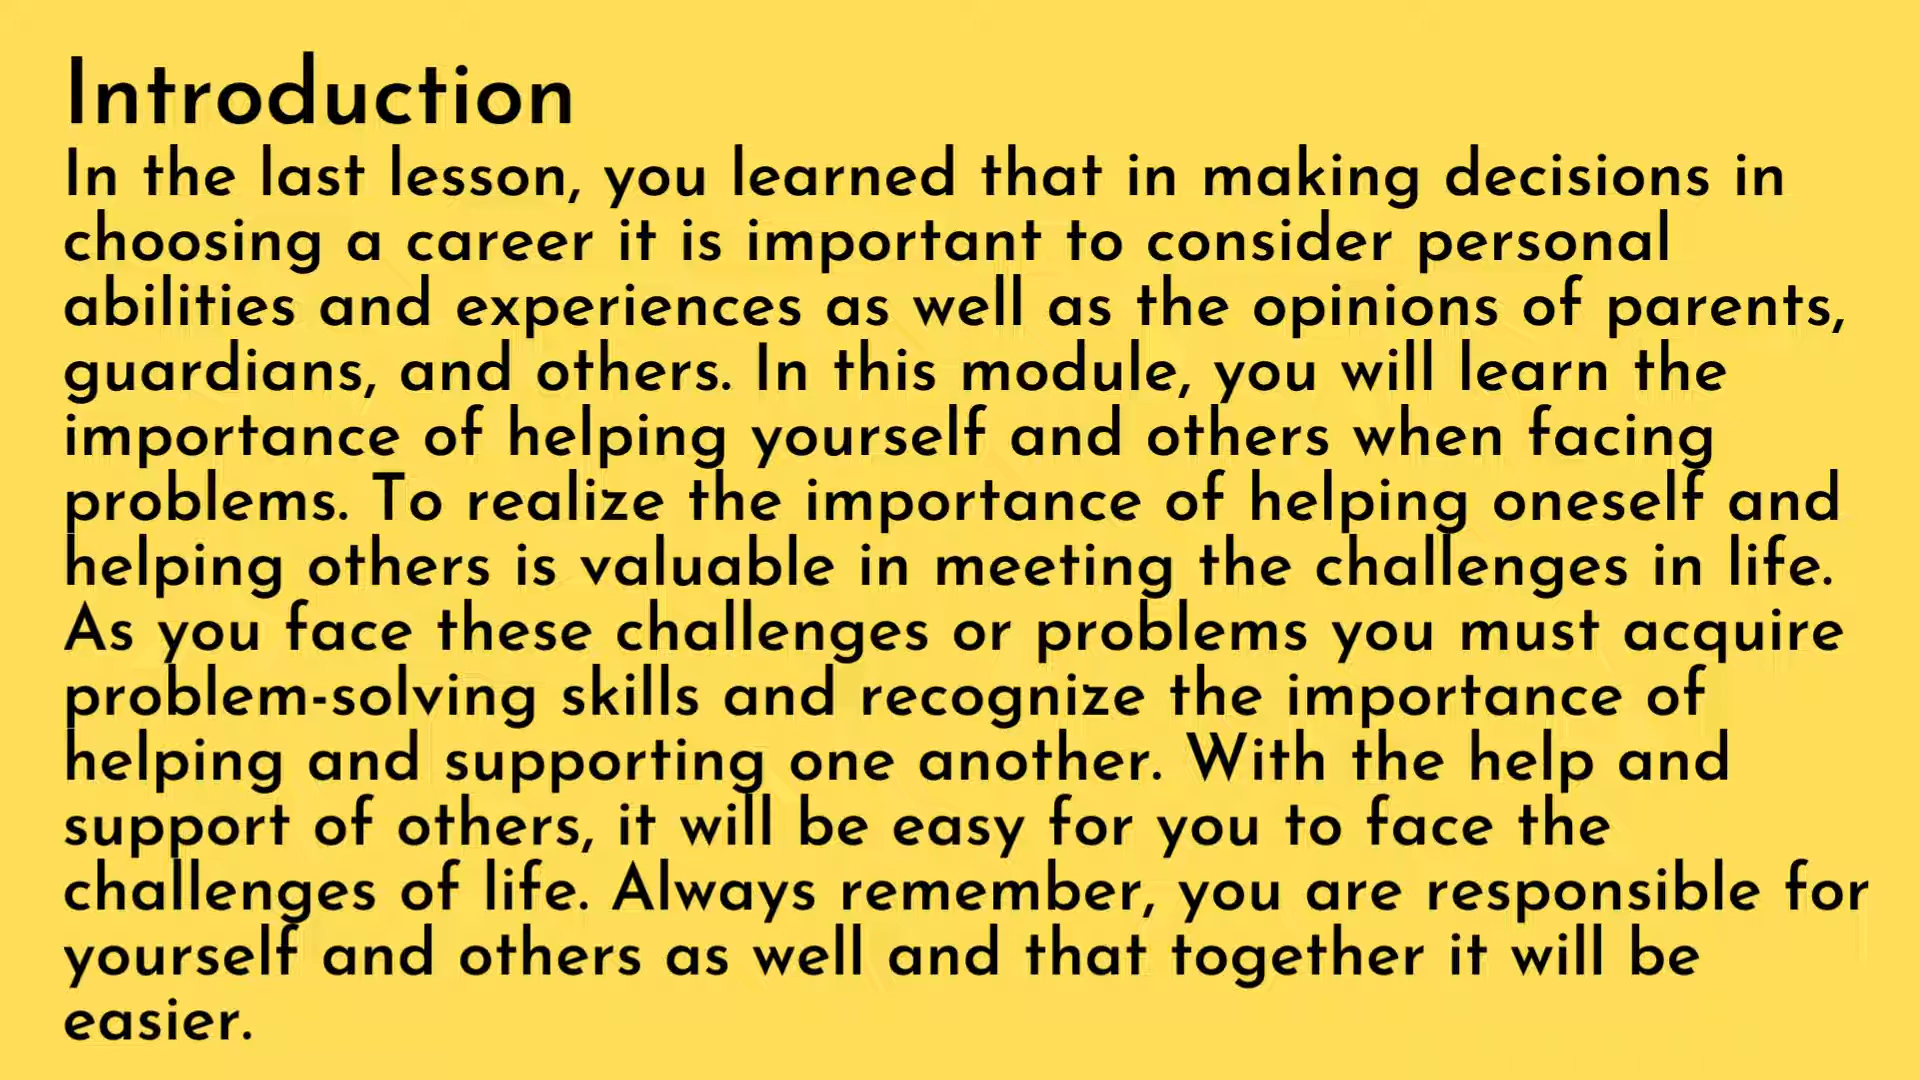 Introduction
In the last lesson, you learned that in making decisions in
choosing a career it is important to consider personal
abilities and experiences as well as the opinions of parents,
guardians, and others. In this module, you will learn the
importance of helping yourself and others when facing
problems. To realize the importance of helping oneself and
helping others is valuable in meeting the challenges in life.
As you face these challenges or problems you must acquire
problem-solving skills and recognize the importance of
helping and supporting one another. With the help and
support of others, it will be easy for you to face the
challenges of life. Always remember, you are responsible for
yourself and others as well and that together it will be
easier.